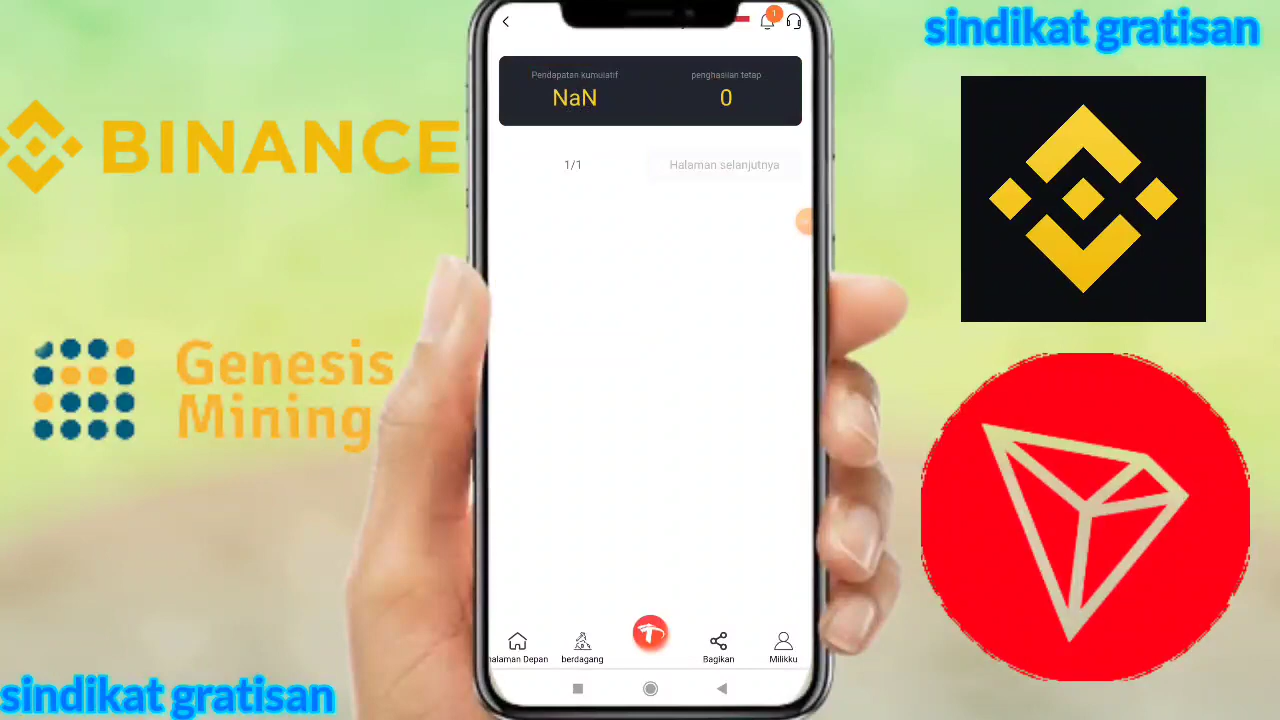 sindikat gratisan
1
Pendapatan kumulatif
penghasilan tetap
NaN
0
BINANCE
1/1
Halaman selanjutnya
Genesis
Mining
alaman Depan
berdagang
Bagikan
Milikku
sindikat gratisan